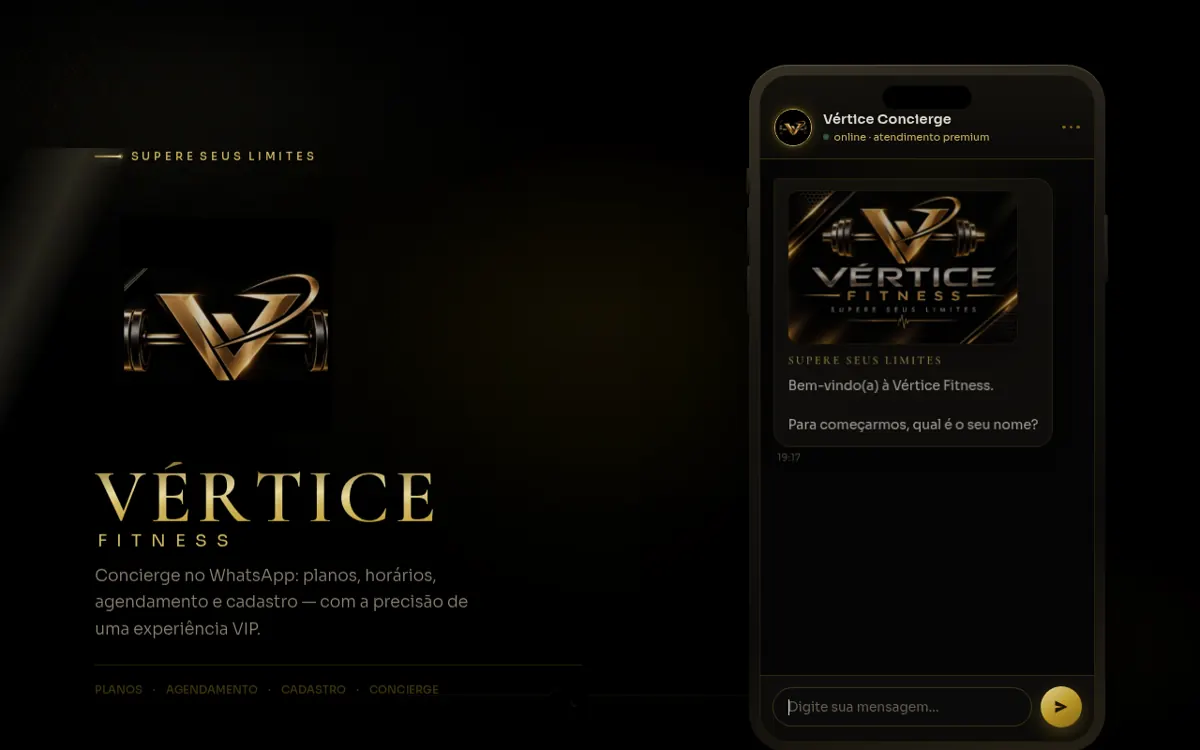 SUPERE SEUS LIMITES
VÉRTICE
FITNESS
Concierge no WhatsApp: planos, horários,
agendamento e cadastro — com a precisão de
uma experiência VIP.
PLANOS · AGENDAMENTO · CADASTRO · CONCIERGE
Vértice Concierge
online · atendimento premium
VÉRTICE
FITNESS
SUPERE SEUS LIMITES
SUPERE SEUS LIMITES
Bem-vindo(a) à Vértice Fitness.
Para começarmos, qual é o seu nome?
19:17
Digite sua mensagem...